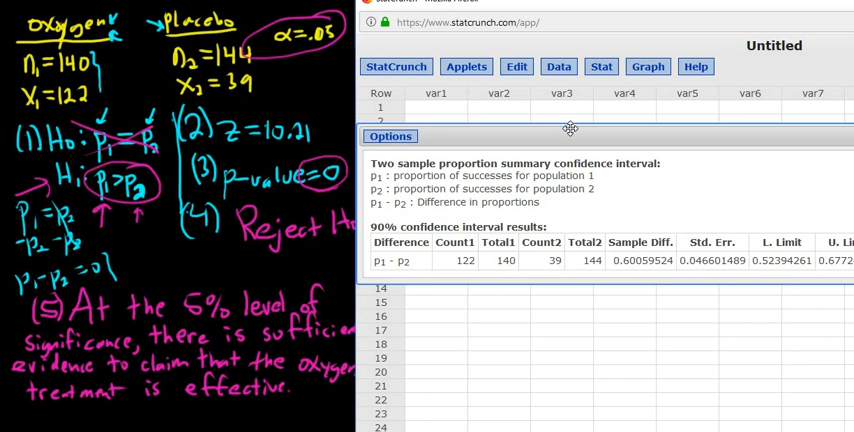 oxygen
n₁ = 140
x₁ = 122
placebo
n₂ = 144
x₂ = 39
α = .05
(1) H₀: p₁ = p₂
H₁: p₁ > p₂
p₁ = p₂
-p₂ -p₂
p₁ - p₂ = 0
(2) z = 10.21
(3) p-value = 0
(4) Reject H₀
(5) At the 5% level of
significance, there is
evidence to claim that the oxygen
treatment is effective.
https://www.statcrunch.com/app/
Untitled
StatCrunch Applets Edit Data Stat Graph Help
Row var1 var2 var3 var4 var5 var6 var7
1
2
Options
Two sample proportion summary confidence interval:
p1 : proportion of successes for population 1
p2 : proportion of successes for population 2
p1 - p2 : Difference in proportions
90% confidence interval results:
Difference Count1 Total1 Count2 Total2 Sample Diff. Std. Err. L. Limit
p1 - p2 122 140 39 144 0.60059524 0.046601489 0.52394261 0.6772
14
15
16
17
18
19
20
21
22
23
24